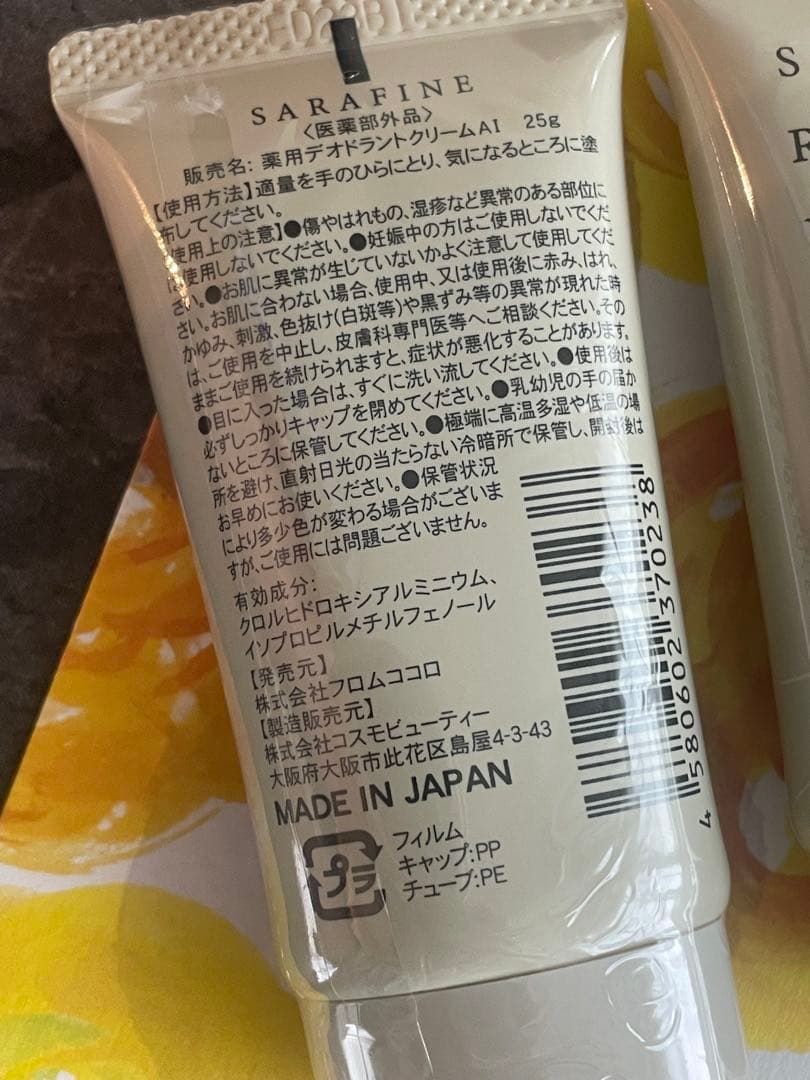 SARAFINE
〈医薬部外品〉
販売名: 薬用デオドラントクリームAI 25g
【使用方法】適量を手のひらにとり、気になるところに塗
布してください。
使用上の注意】●傷やはれもの、湿疹など異常のある部位に
は使用しないでください。●妊娠中の方はご使用しないでくだ
さい。●お肌に異常が生じていないかよく注意して使用してくだ
さい。お肌に合わない場合、使用中、又は使用後に赤み、はれ、
かゆみ、刺激、色抜け(白斑等)や黒ずみ等の異常が現れた時
は、ご使用を中止し、皮膚科専門医等へご相談ください。その
ままご使用を続けられますと、症状が悪化することがあります。
●目に入った場合は、すぐに洗い流してください。●使用後は
必ずしっかりキャップを閉めてください。●乳幼児の手の届か
ないところに保管してください。●極端に高温多湿や低温の場
所を避け、直射日光の当たらない冷暗所で保管し、開封後は
お早めにお使いください。●保管状況
により多少色が変わる場合がございま
すが、ご使用には問題ございません。
有効成分:
クロルヒドロキシアルミニウム、
イソプロピルメチルフェノール
【発売元】
株式会社フロムココロ
【製造販売元】
株式会社コスモビューティー
大阪府大阪市此花区島屋4-3-43
MADE IN JAPAN
プラ
フィルム
キャップ:PP
チューブ:PE
4 580602 370238
S